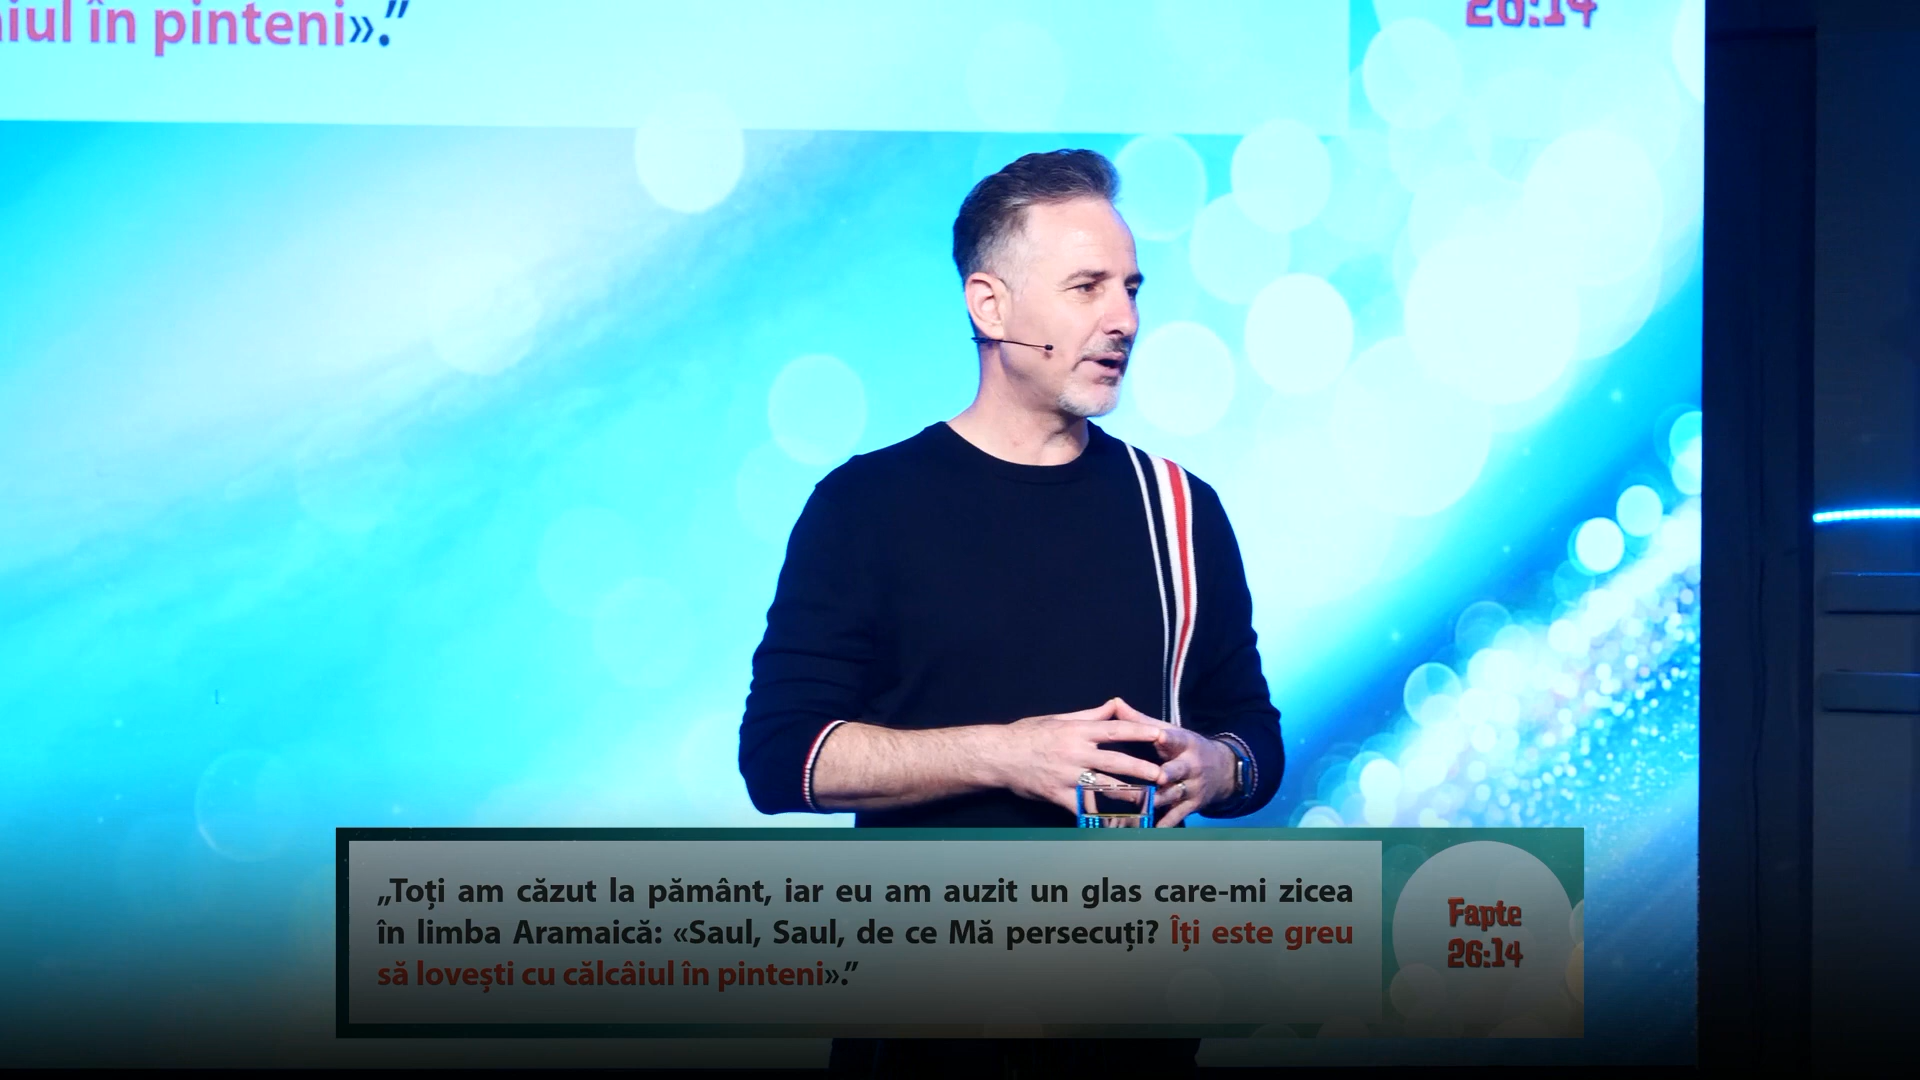 în pinteni».”
26:14
„Toți am căzut la pământ, iar eu am auzit un glas care-mi zicea
în limba Aramaică: «Saul, Saul, de ce Mă persecuți? Îți este greu
să lovești cu călcâiul în pinteni».”
Fapte
26:14